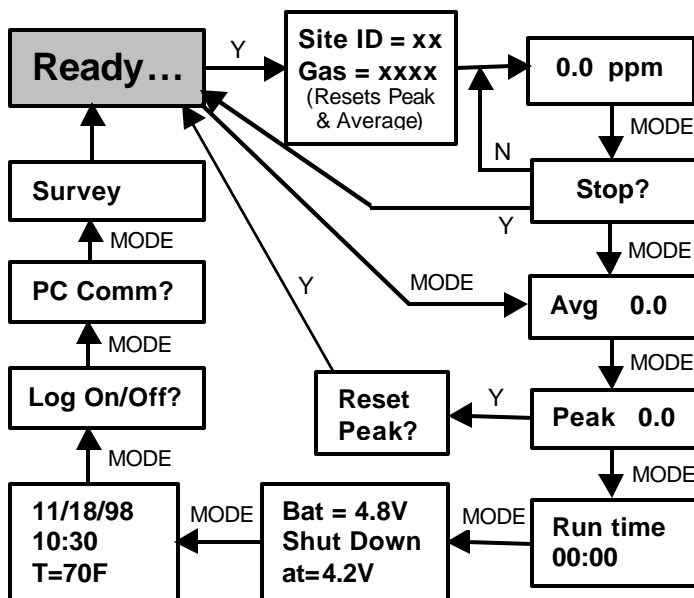 Ready…
Y
Site ID = xx
Gas = xxxx
(Resets Peak
& Average)
0.0 ppm
MODE
N
Stop?
Y
MODE
Survey
MODE
PC Comm?
Y
MODE
Avg 0.0
MODE
MODE
Log On/Off?
Reset
Peak?
Y
Peak 0.0
MODE
MODE
11/18/98
10:30
T=70F
MODE
Bat = 4.8V
Shut Down
at=4.2V
MODE
Run time
00:00